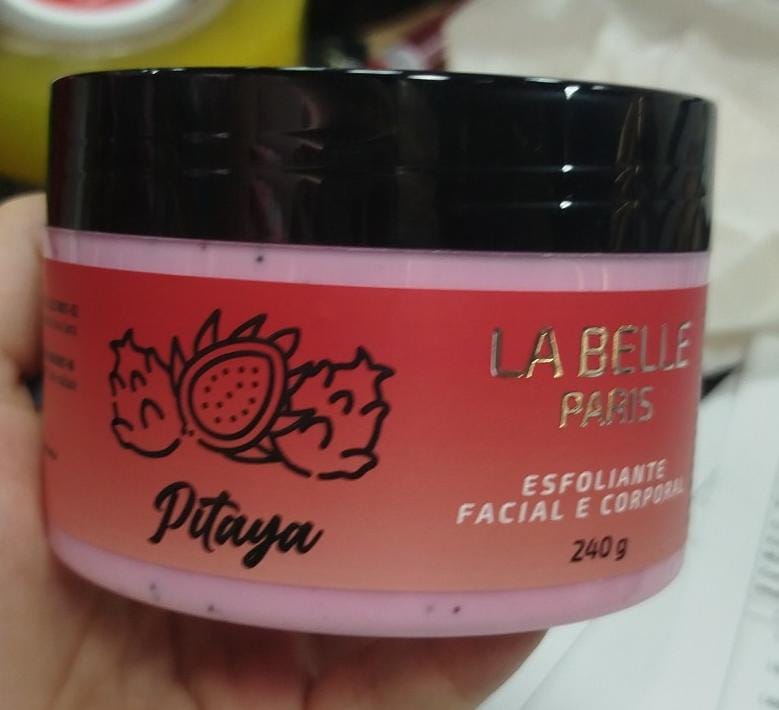 Pitaya
LA BELLE
PARIS
ESFOLIANTE
FACIAL E CORPORAL
240 g